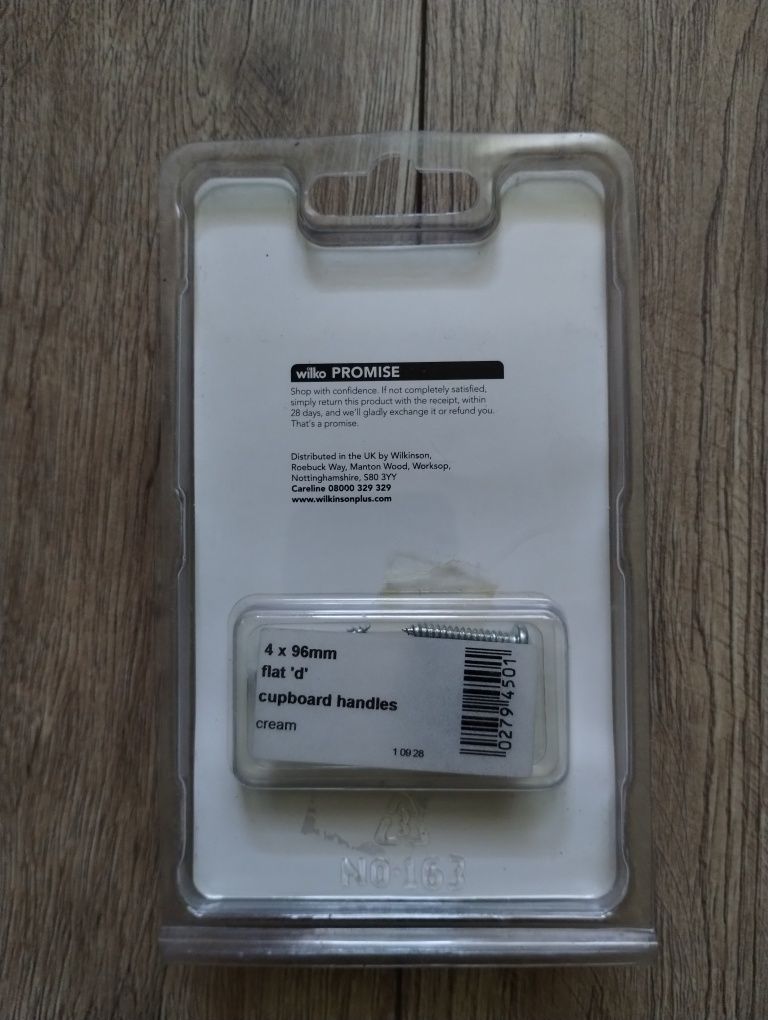 wilko PROMISE
Shop with confidence. If not completely satisfied,
simply return this product with the receipt, within
28 days, and we'll gladly exchange it or refund you.
That's a promise.
Distributed in the UK by Wilkinson,
Roebuck Way, Manton Wood, Worksop,
Nottinghamshire, S80 3YY
Careline 08000 329 329
www.wilkinsonplus.com
4 x 96mm
flat 'd'
cupboard handles
cream
1 09 28
0279 4501
NO·163